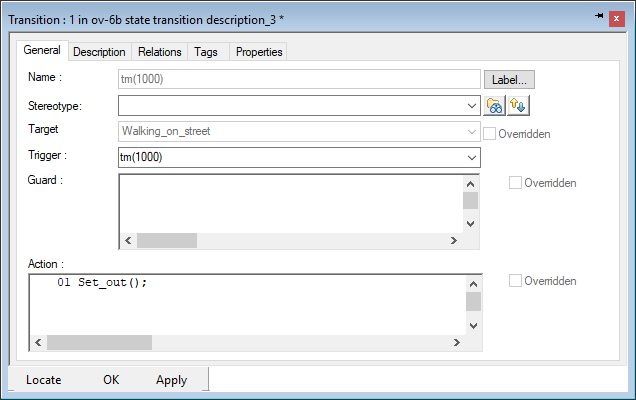 Transition : 1 in ov-6b state transition description_3 *
General Description Relations Tags Properties
Name : tm(1000) Label...
Stereotype:
Target Walking_on_street Overridden
Trigger : tm(1000)
Guard : Overridden
Action : Overridden
01 Set_out();
Locate OK Apply